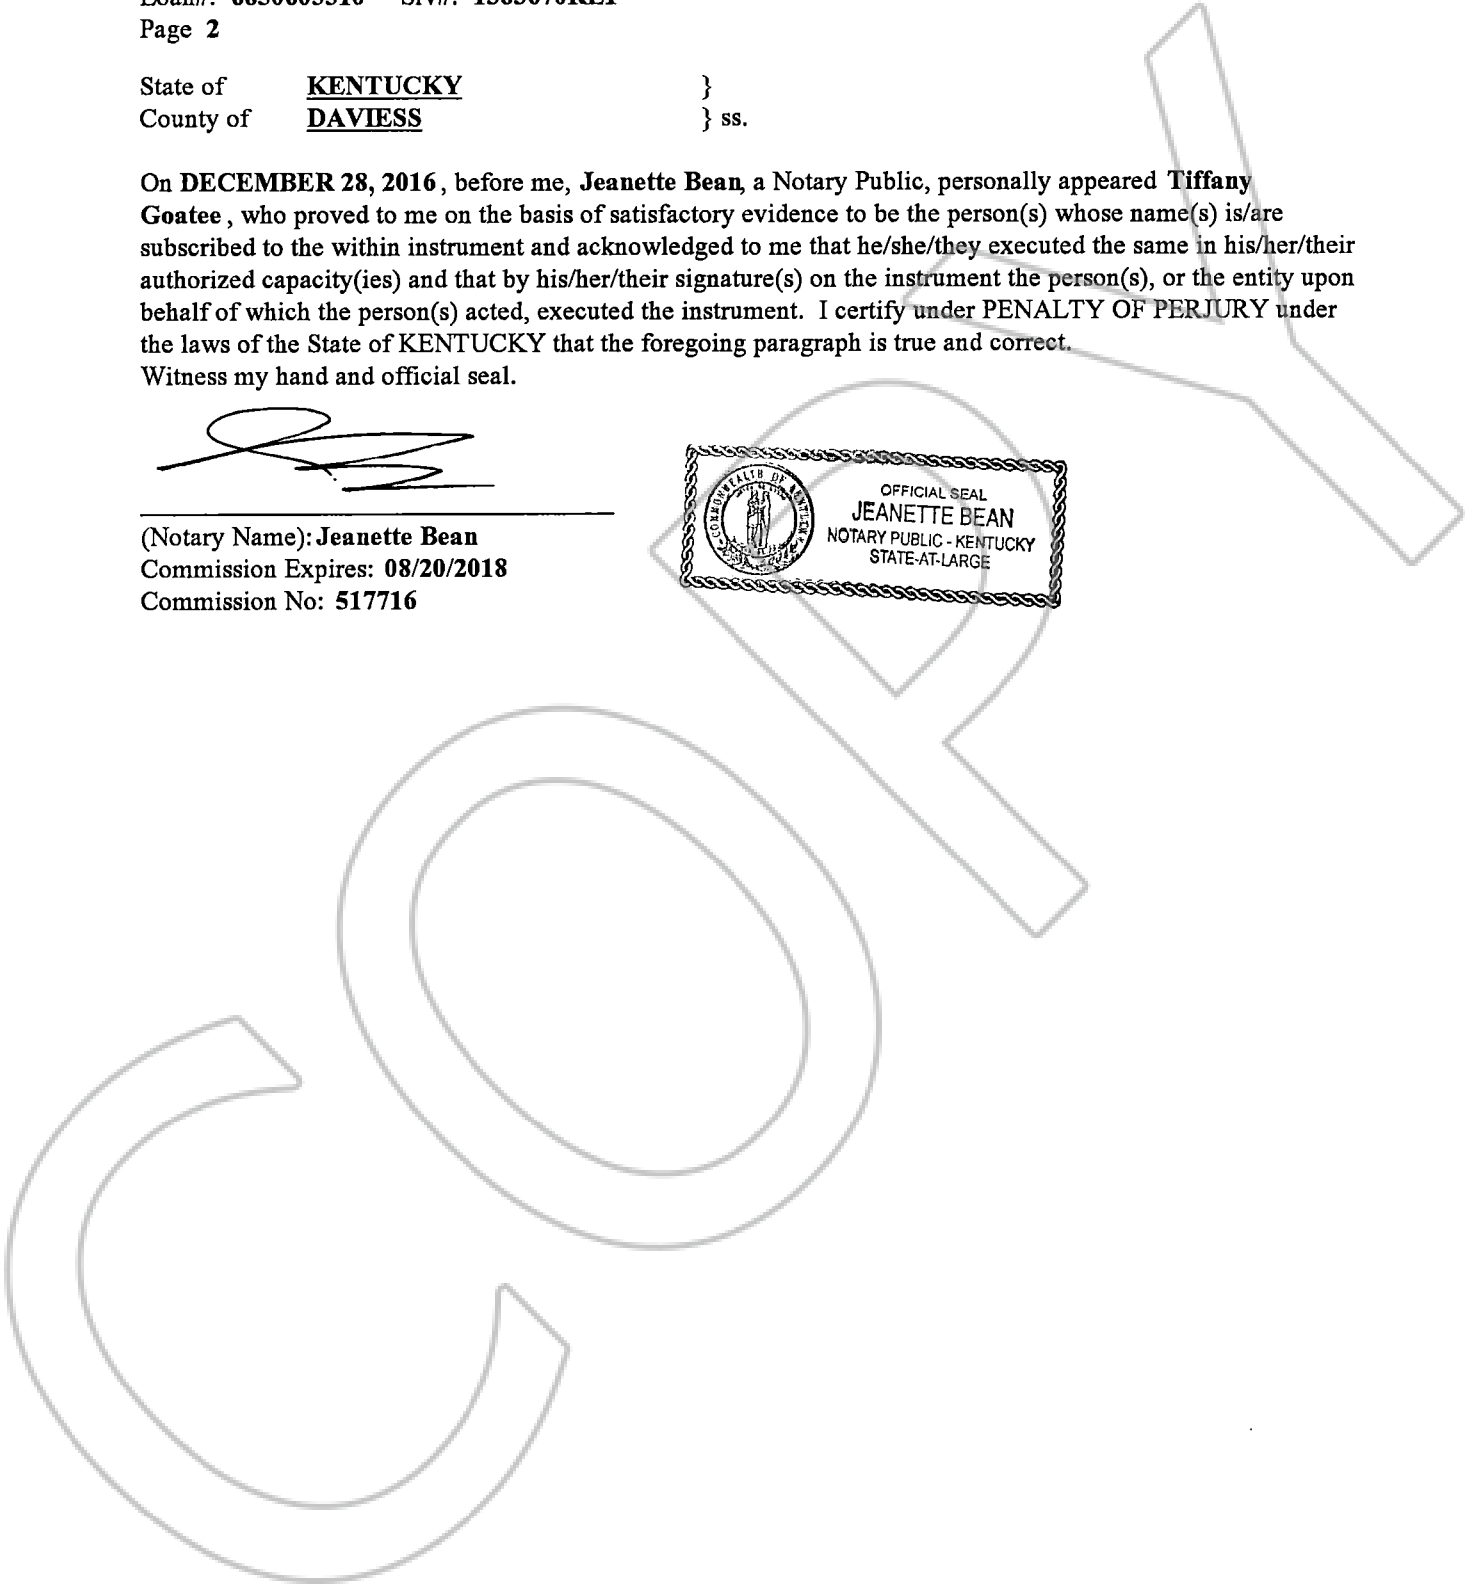 Page 2
State of KENTUCKY }
County of DAVIESS } ss.
On DECEMBER 28, 2016 , before me, Jeanette Bean, a Notary Public, personally appeared Tiffany
Goatee , who proved to me on the basis of satisfactory evidence to be the person(s) whose name(s) is/are
subscribed to the within instrument and acknowledged to me that he/she/they executed the same in his/her/their
authorized capacity(ies) and that by his/her/their signature(s) on the instrument the person(s), or the entity upon
behalf of which the person(s) acted, executed the instrument. I certify under PENALTY OF PERJURY under
the laws of the State of KENTUCKY that the foregoing paragraph is true and correct.
Witness my hand and official seal.
COMMONWEALTH OF KENTUCKY
OFFICIAL SEAL
JEANETTE BEAN
NOTARY PUBLIC - KENTUCKY
STATE-AT-LARGE
(Notary Name): Jeanette Bean
Commission Expires: 08/20/2018
Commission No: 517716
COPY